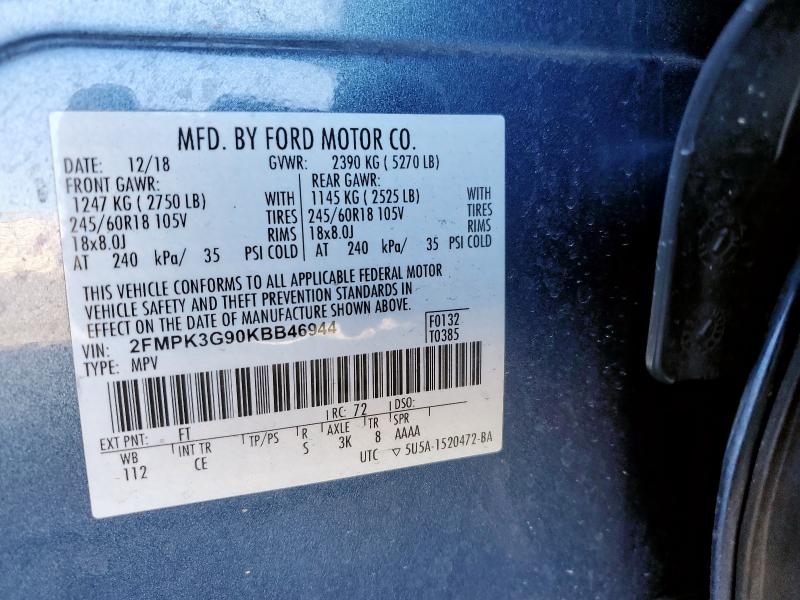 MFD. BY FORD MOTOR CO.
DATE: 12/18 GVWR: 2390 KG ( 5270 LB)
FRONT GAWR: REAR GAWR:
1247 KG ( 2750 LB) WITH 1145 KG ( 2525 LB) WITH
245/60R18 105V TIRES 245/60R18 105V TIRES
18x8.0J RIMS 18x8.0J RIMS
AT 240 kPa/ 35 PSI COLD AT 240 kPa/ 35 PSI COLD
THIS VEHICLE CONFORMS TO ALL APPLICABLE FEDERAL MOTOR
VEHICLE SAFETY AND THEFT PREVENTION STANDARDS IN
EFFECT ON THE DATE OF MANUFACTURE SHOWN ABOVE.
VIN: 2FMPK3G90KBB46944 F0132
TYPE: MPV T0385
RC: 72 DSO:
EXT PNT: FT AXLE TR SPR
WB INT TR TP/PS R 3K 8 AAAA
112 CE S UTC ▽ 5U5A-1520472-BA